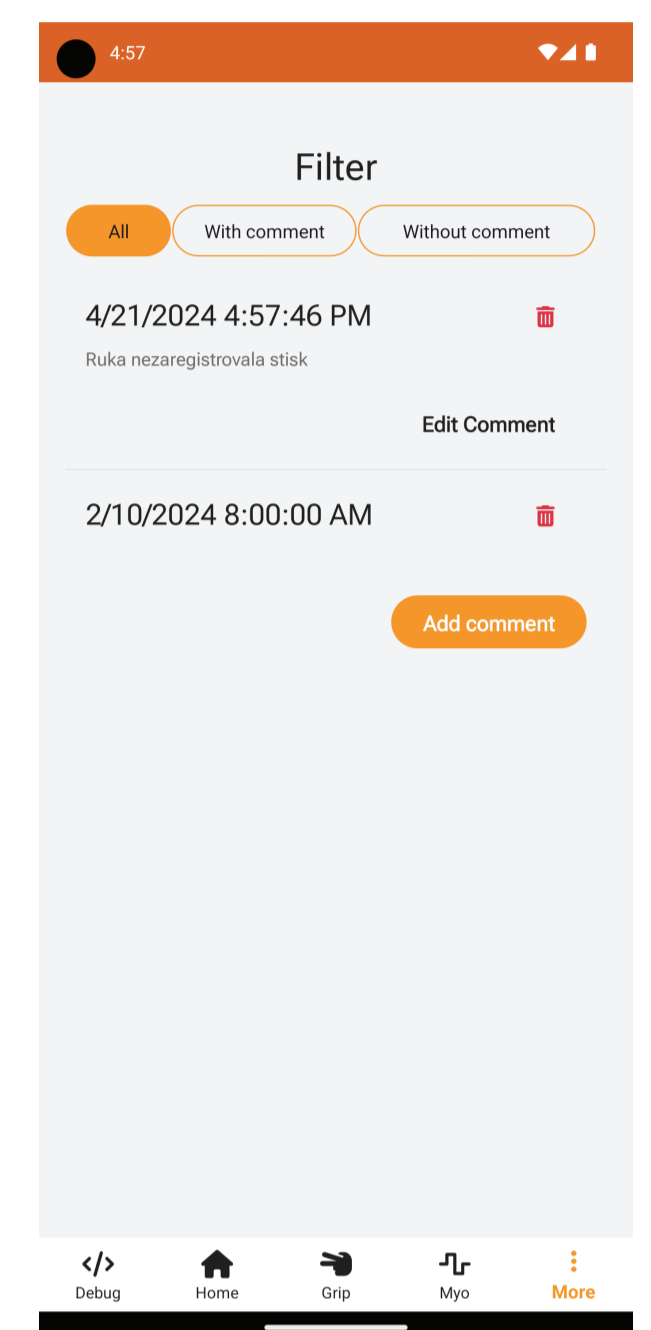 4:57
Filter
All
With comment
Without comment
4/21/2024 4:57:46 PM
Ruka nezaregistrovala stisk
Edit Comment
2/10/2024 8:00:00 AM
Add comment
Debug
Home
Grip
Myo
More